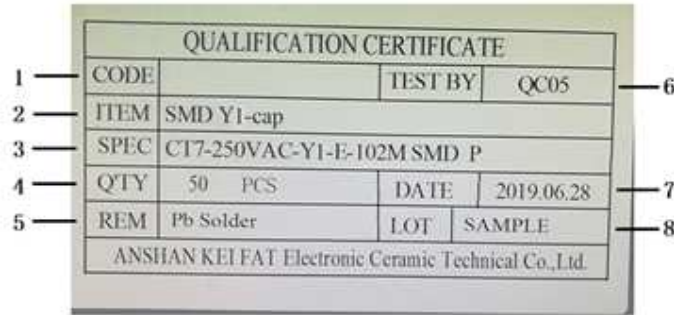 QUALIFICATION CERTIFICATE
1 CODE TEST BY QC05 6
2 ITEM SMD Y1-cap
3 SPEC CT7-250VAC-Y1-E-102M SMD P
4 Q'TY 50 PCS DATE 2019.06.28 7
5 REM Pb Solder LOT SAMPLE 8
ANSHAN KEI FAT Electronic Ceramic Technical Co.,Ltd.